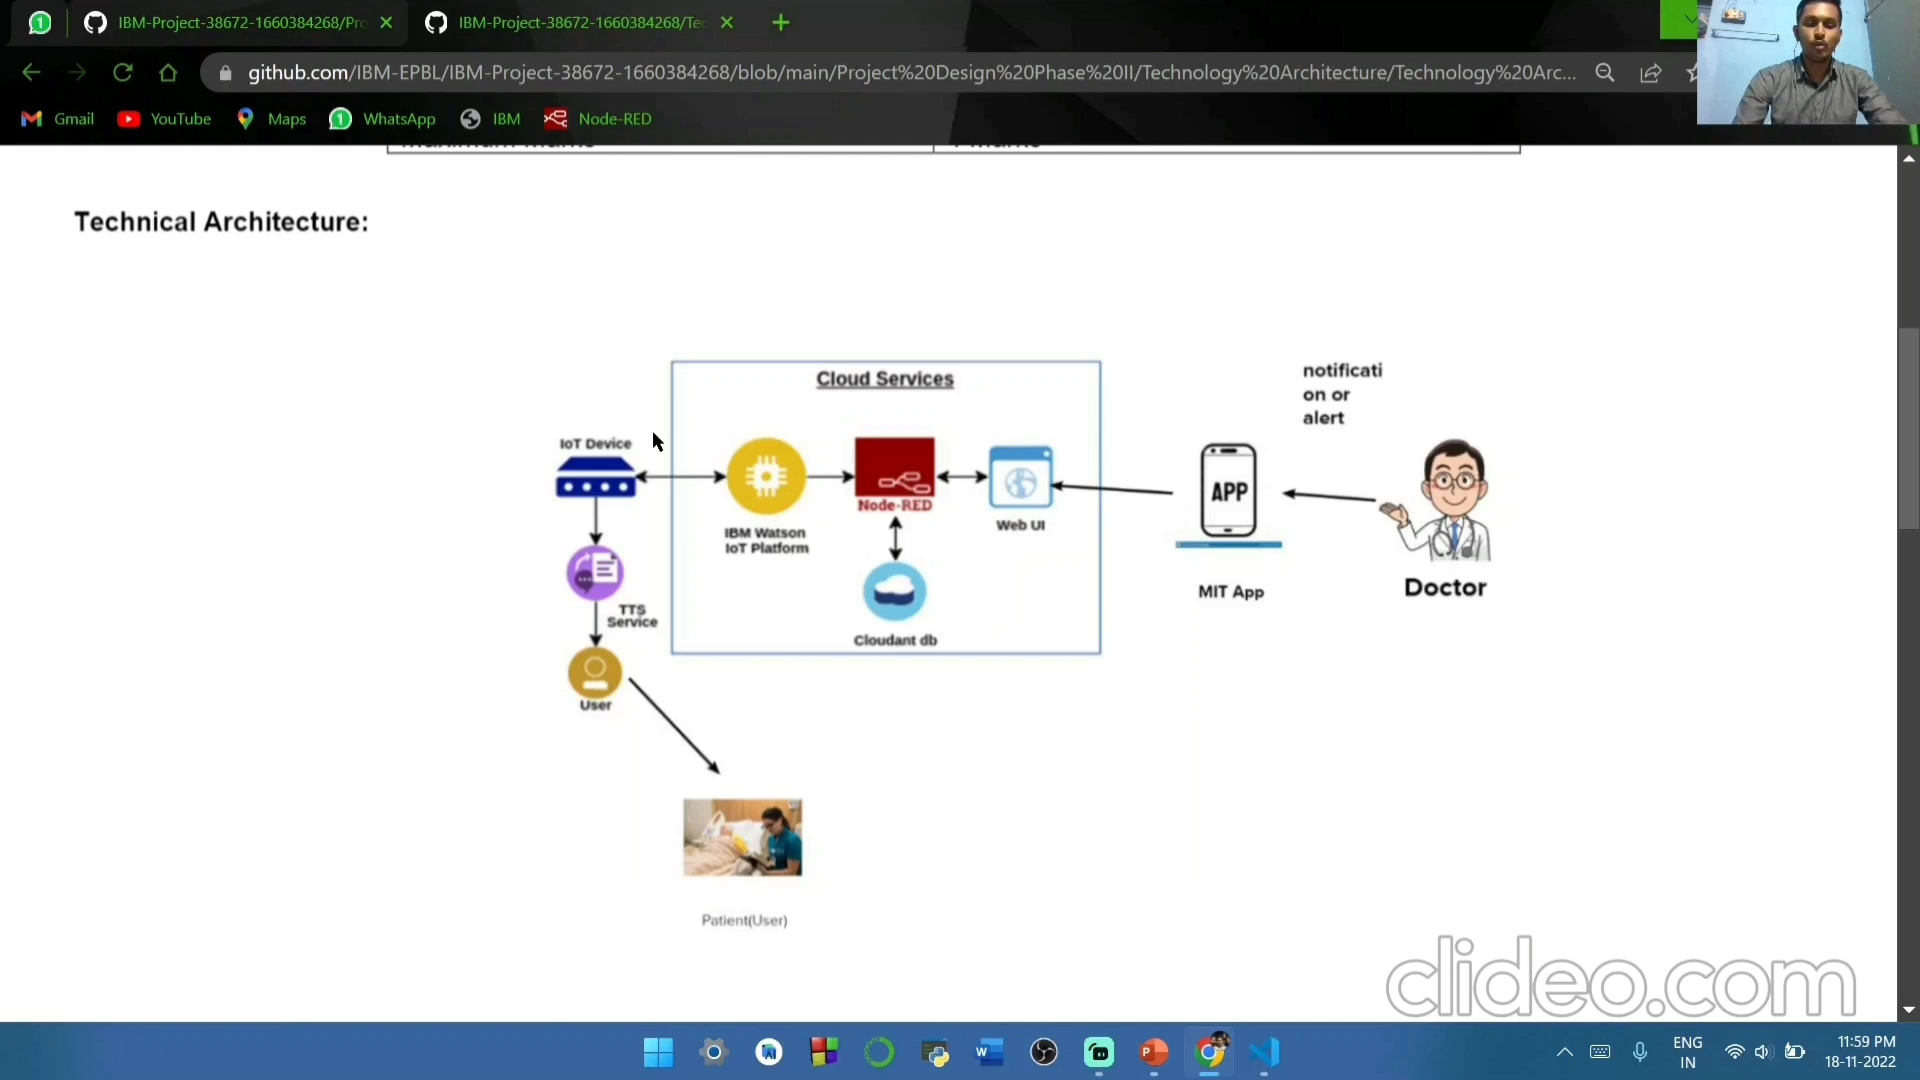 IBM-Project-38672-1660384268/Pro
IBM-Project-38672-1660384268/Tec
github.com/IBM-EPBL/IBM-Project-38672-1660384268/blob/main/Project%20Design%20Phase%20II/Technology%20Architecture/Technology%20Arc...
Gmail
YouTube
Maps
WhatsApp
IBM
Node-RED
Technical Architecture:
Cloud Services
notificati
on or
alert
IoT Device
Node-RED
APP
IBM Watson
IoT Platform
Web UI
TTS
Service
MIT App
Doctor
Cloudant db
User
Patient(User)
clideo.com
ENG
IN
11:59 PM
18-11-2022